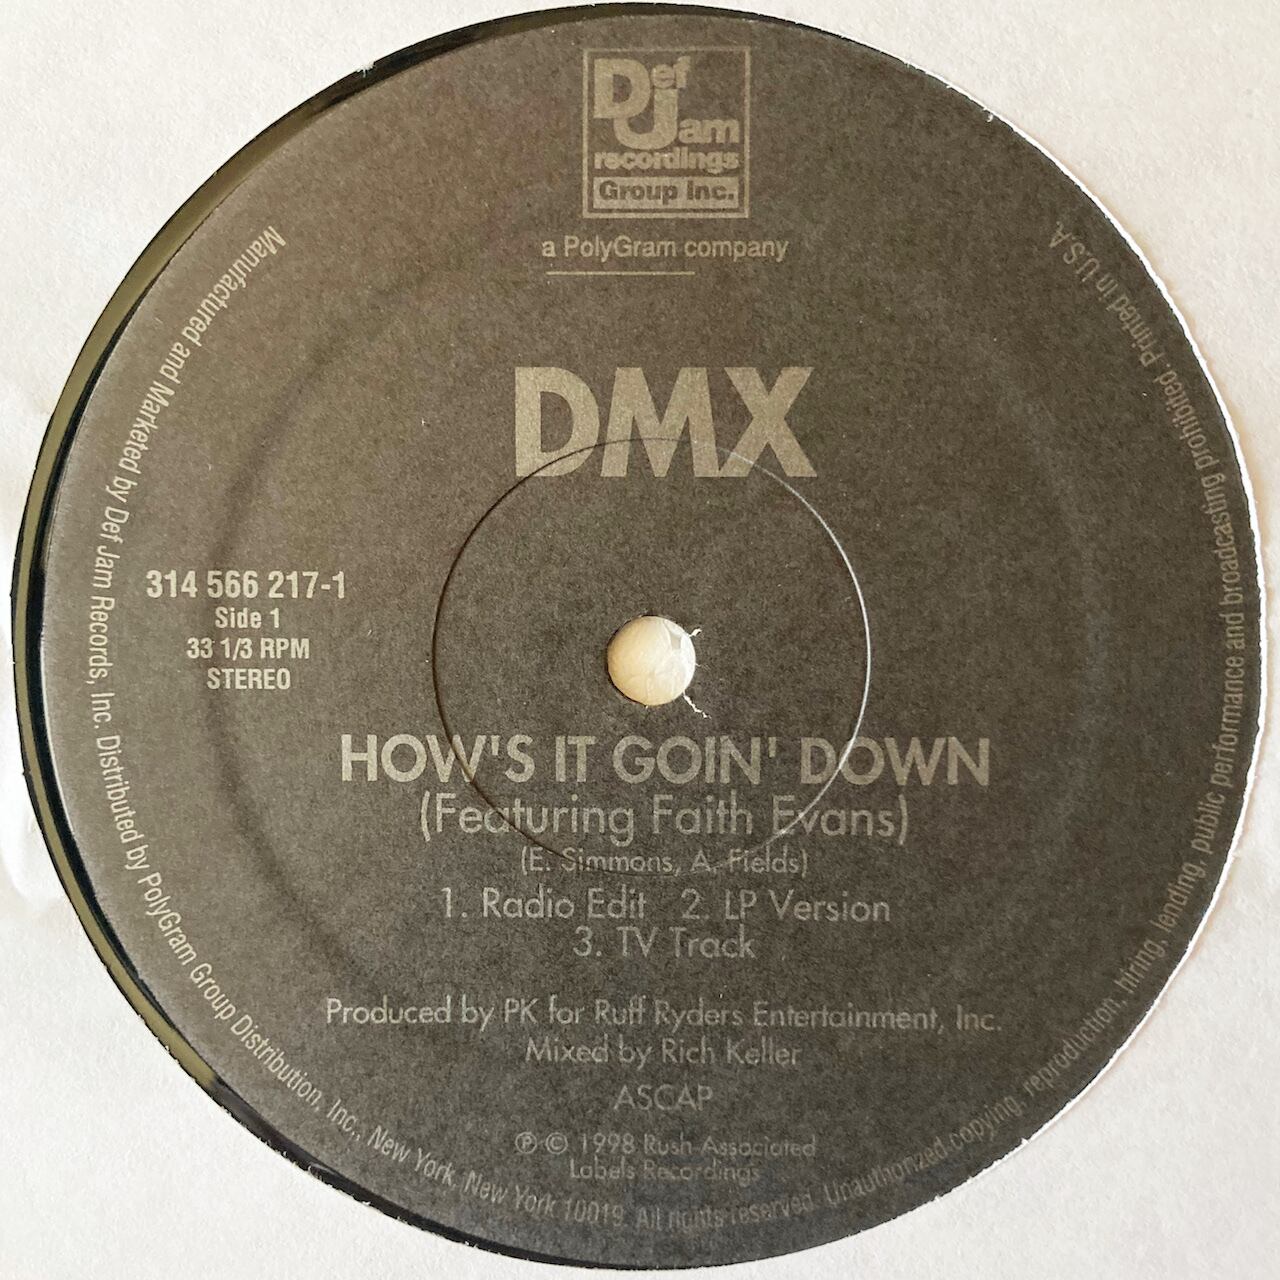 Def
Jam
recordings
Group Inc.
a PolyGram company
DMX
314 566 217-1
Side 1
33 1/3 RPM
STEREO
HOW'S IT GOIN' DOWN
(Featuring Faith Evans)
(E. Simmons, A. Fields)
1. Radio Edit 2. LP Version
3. TV Track
Produced by PK for Ruff Ryders Entertainment, Inc.
Mixed by Rich Keller
ASCAP
℗ © 1998 Rush Associated
Labels Recordings
Manufactured and Marketed by Def Jam Records, Inc. Distributed by PolyGram Group Distribution, Inc., New York, New York 10019. All rights reserved. Unauthorized copying, reproduction, hiring, lending, public performance and broadcasting prohibited. Printed in U.S.A.